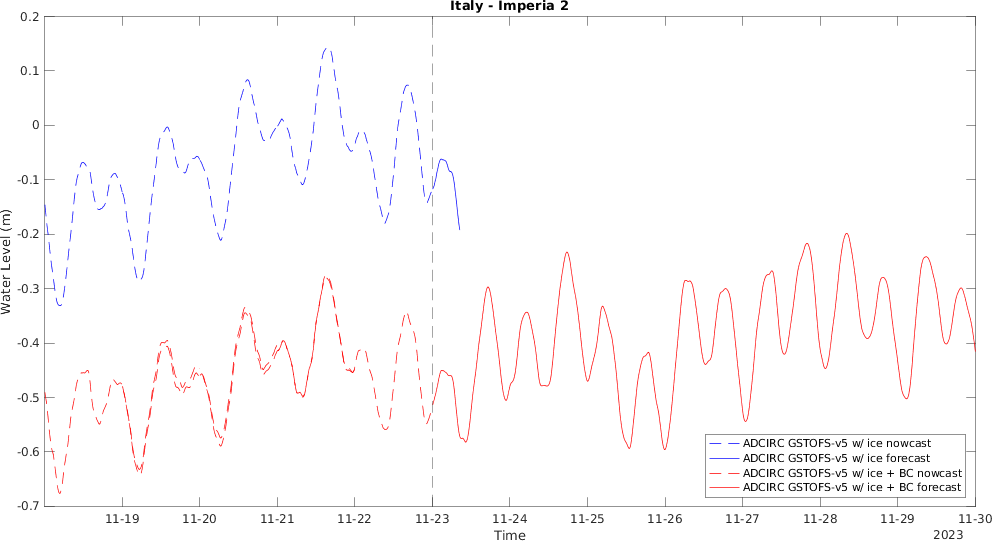 Italy - Imperia 2
0.2
0.1
0
-0.1
-0.2
-0.3
-0.4
-0.5
-0.6
-0.7
Water Level (m)
ADCIRC GSTOFS-v5 w/ ice nowcast
ADCIRC GSTOFS-v5 w/ ice forecast
ADCIRC GSTOFS-v5 w/ ice + BC nowcast
ADCIRC GSTOFS-v5 w/ ice + BC forecast
11-19 11-20 11-21 11-22 11-23 11-24 11-25 11-26 11-27 11-28 11-29 11-30
Time
2023